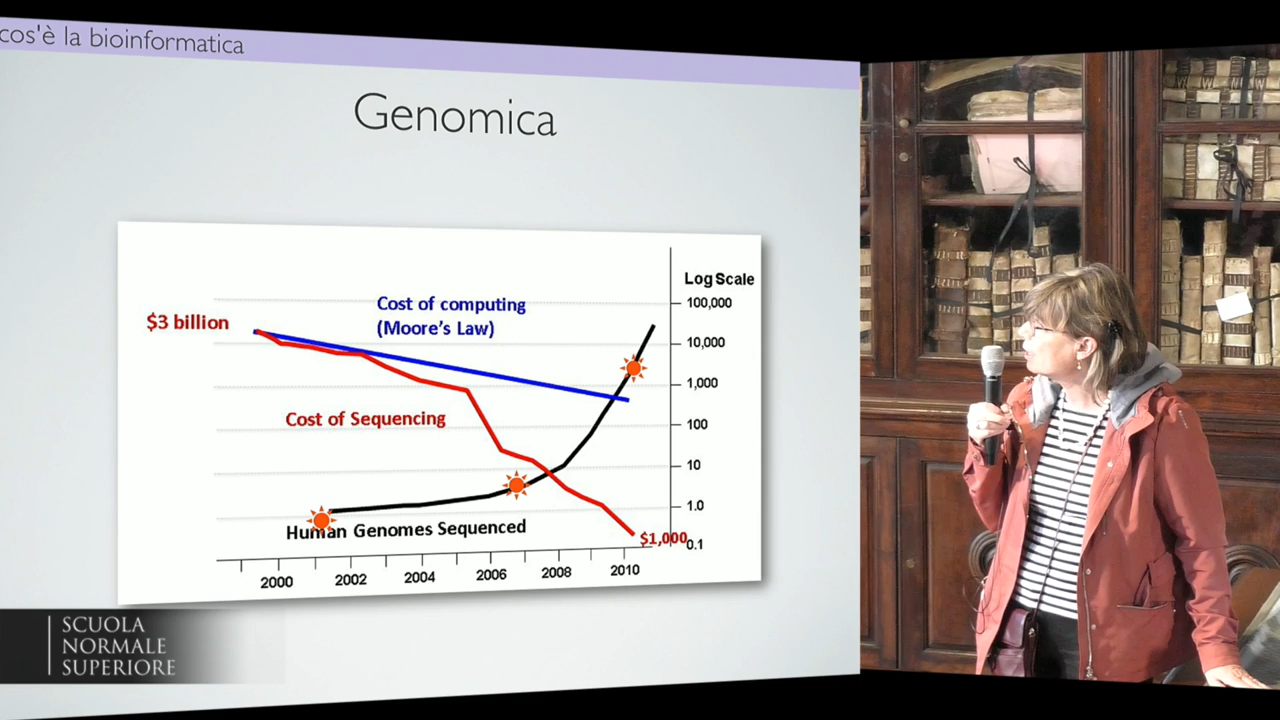 cos'è la bioinformatica
Genomica
Log Scale
$3 billion
Cost of computing
(Moore's Law)
100,000
10,000
1,000
Cost of Sequencing
100
10
1.0
Human Genomes Sequenced
$1,000
0.1
2000
2002
2004
2006
2008
2010
SCUOLA
NORMALE
SUPERIORE